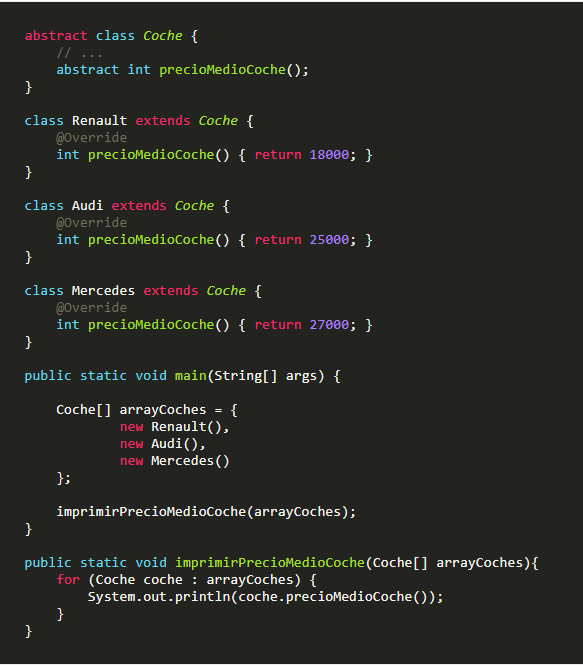 abstract class Coche {
    // ...
    abstract int precioMedioCoche();
}
class Renault extends Coche {
    @Override
    int precioMedioCoche() { return 18000; }
}
class Audi extends Coche {
    @Override
    int precioMedioCoche() { return 25000; }
}
class Mercedes extends Coche {
    @Override
    int precioMedioCoche() { return 27000; }
}
public static void main(String[] args) {
    Coche[] arrayCoches = {
            new Renault(),
            new Audi(),
            new Mercedes()
    };
    imprimirPrecioMedioCoche(arrayCoches);
}
public static void imprimirPrecioMedioCoche(Coche[] arrayCoches){
    for (Coche coche : arrayCoches) {
        System.out.println(coche.precioMedioCoche());
    }
}